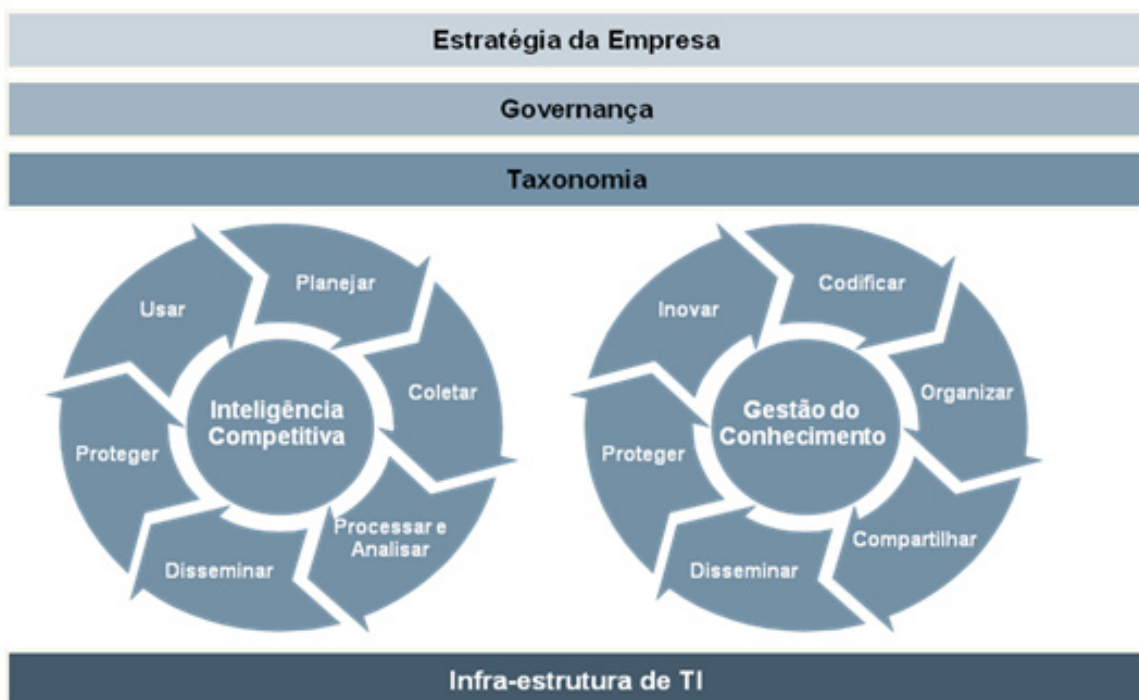 Estratégia da Empresa
Governança
Taxonomia
Planejar
Coletar
Processar e
Analisar
Disseminar
Proteger
Usar
Inteligência
Competitiva
Codificar
Organizar
Compartilhar
Disseminar
Proteger
Inovar
Gestão do
Conhecimento
Infra-estrutura de TI